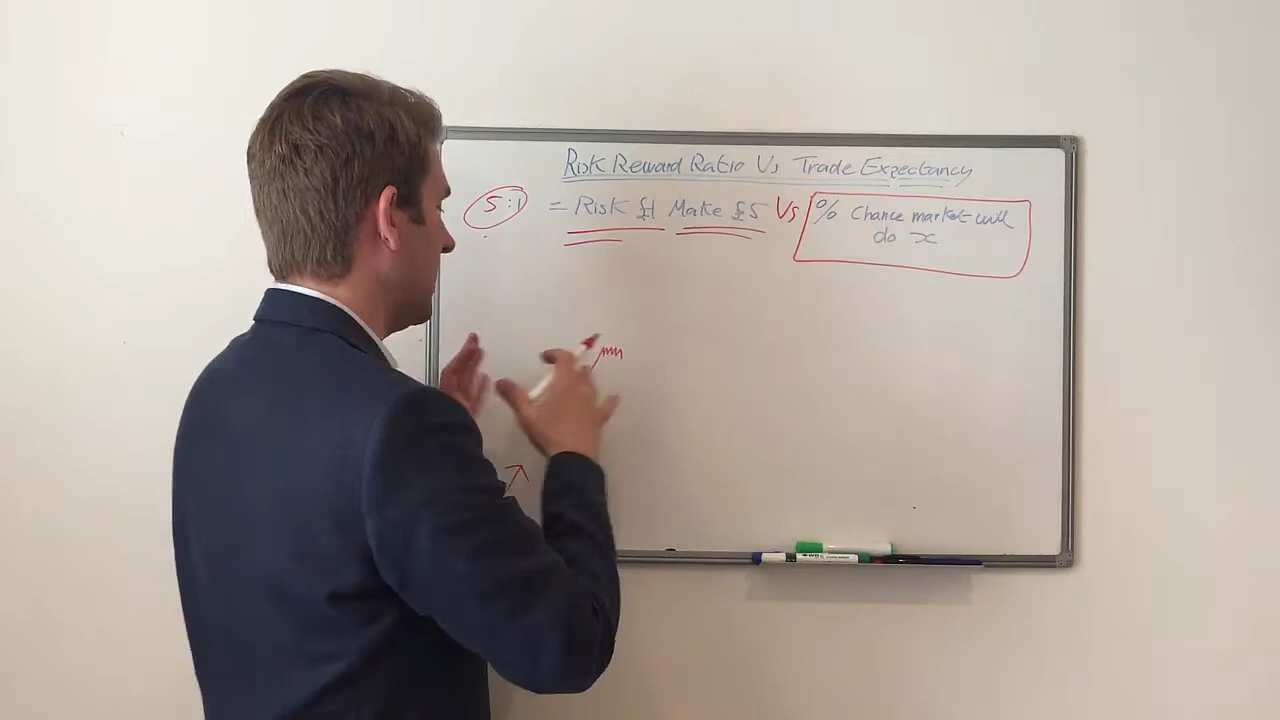 Risk Reward Ratio Vs Trade Expectancy
5:1 = Risk £1 Make £5 Vs % Chance market will
do x